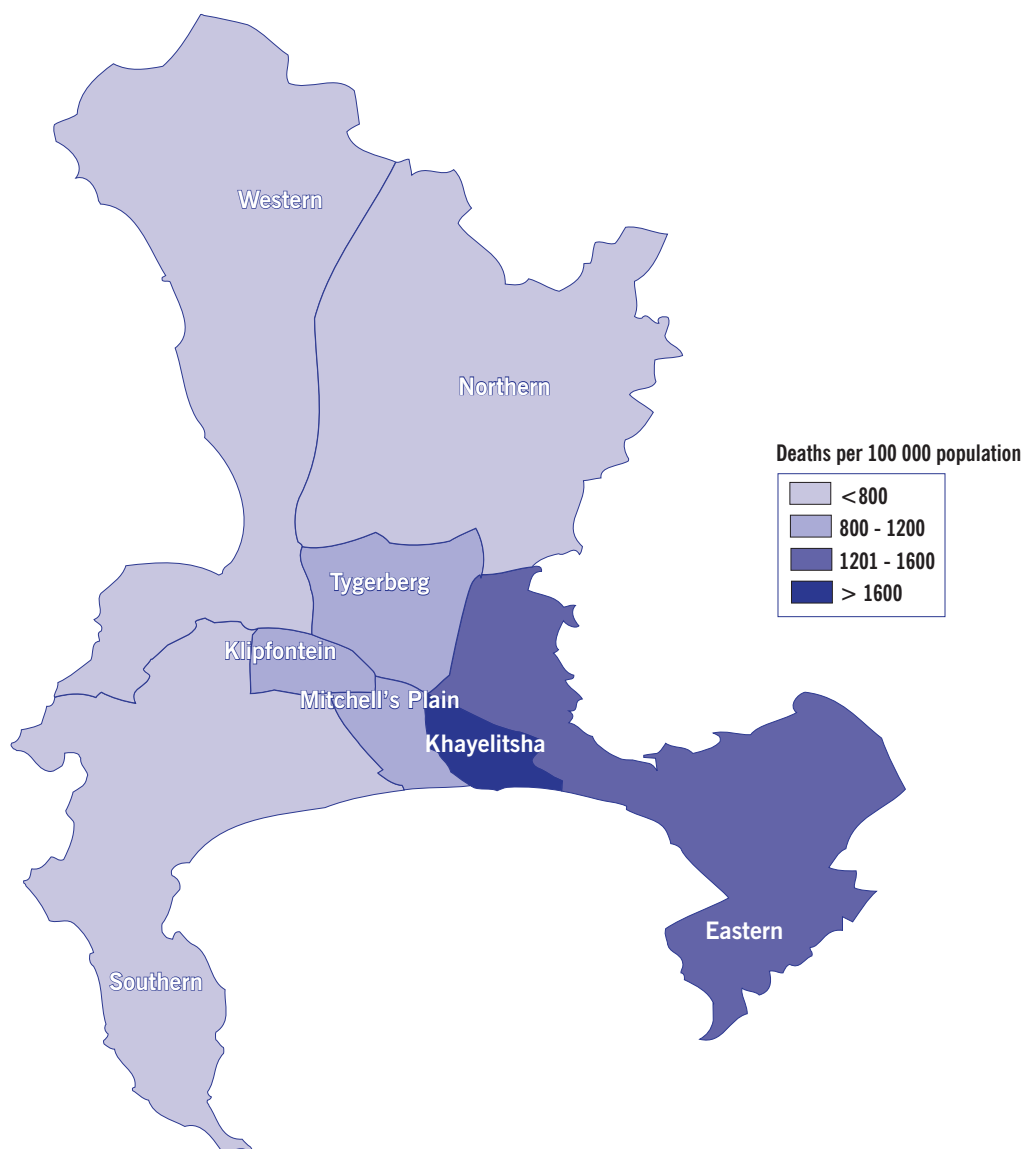 Western
Northern
Deaths per 100 000 population
<800
800 - 1200
1201 - 1600
> 1600
Tygerberg
Klipfontein
Mitchell's Plain
Khayelitsha
Eastern
Southern